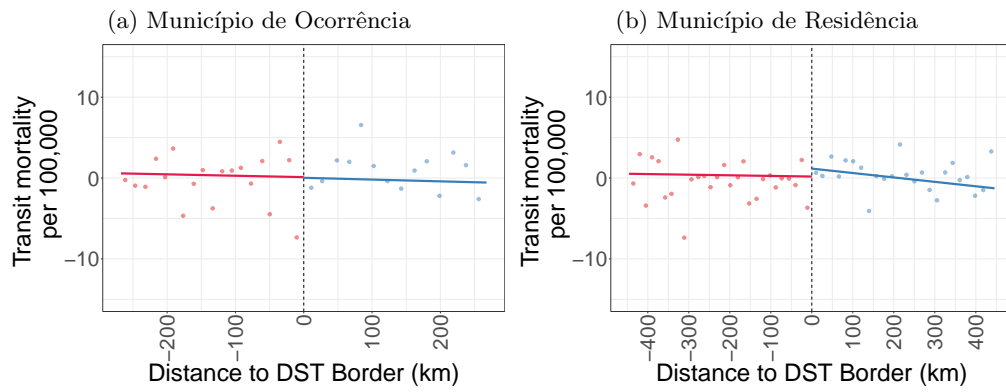 (a) Município de Ocorrência
Transit mortality
per 100,000
10
0
−10
−200
−100
0
100
200
Distance to DST Border (km)
(b) Município de Residência
Transit mortality
per 100,000
10
0
−10
−400
−300
−200
−100
0
100
200
300
400
Distance to DST Border (km)